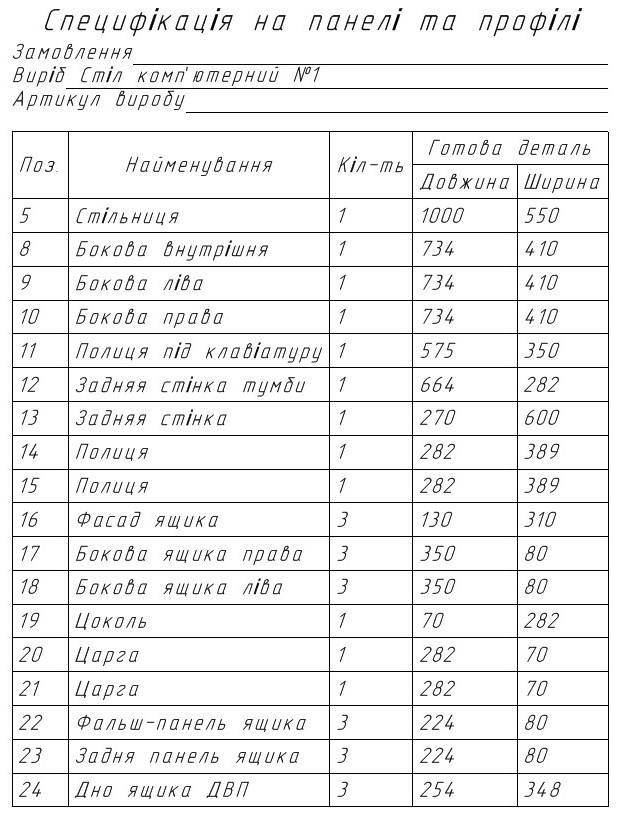 Специфікація на панелі та профілі
Замовлення
Виріб Стіл комп'ютерний №1
Артикул виробу
Поз. Найменування Кіл-ть Готова деталь
Довжина Ширина
5 Стільниця 1 1000 550
8 Бокова внутрішня 1 734 410
9 Бокова ліва 1 734 410
10 Бокова права 1 734 410
11 Полиця під клавіатуру 1 575 350
12 Задняя стінка тумби 1 664 282
13 Задняя стінка 1 270 600
14 Полиця 1 282 389
15 Полиця 1 282 389
16 Фасад ящика 3 130 310
17 Бокова ящика права 3 350 80
18 Бокова ящика ліва 3 350 80
19 Цоколь 1 70 282
20 Царга 1 282 70
21 Царга 1 282 70
22 Фальш-панель ящика 3 224 80
23 Задня панель ящика 3 224 80
24 Дно ящика ДВП 3 254 348